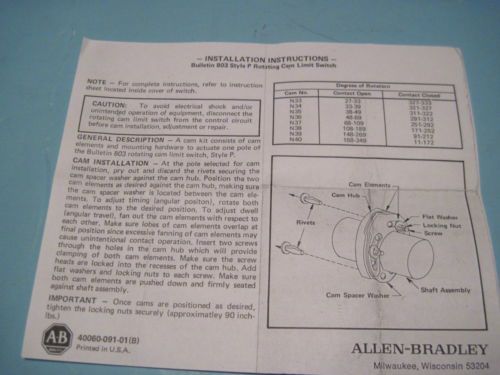 — INSTALLATION INSTRUCTIONS —
Bulletin 803 Style P Rotating Cam Limit Switch
NOTE — For complete instructions, refer to instruction
sheet located inside cover of switch.
CAUTION: To avoid electrical shock and/or
unintended operation of equipment, disconnect the
rotating cam limit switch from the control circuit
before cam installation, adjustment or repair.
GENERAL DESCRIPTION — A cam kit consists of cam
elements and mounting hardware to actuate one pole of
the Bulletin 803 rotating cam limit switch, Style P.
CAM INSTALLATION — At the pole selected for cam
installation, pry out and discard the rivets securing the
cam spacer washer against the cam hub. Position the two
cam elements as desired against the cam hub, making sure
the cam spacer washer is located between the cam ele-
ments. To adjust timing (angular positon), rotate both
cam elements to the desired position. To adjust dwell
(angular travel), fan out the cam elements with respect to
each other. Make sure lobes of cam elements overlap at
final position since excessive fanning of cam elements may
cause unintentional contact operation. Insert two screws
through the holes in the cam hub which will provide
clamping of both cam elements. Make sure the screw
heads are locked into the recesses of the cam hub. Add
flat washers and locking nuts to each screw. Make sure
both cam elements are pushed down and firmly seated
against shaft assembly.
IMPORTANT — Once cams are positioned as desired,
tighten the locking nuts securely (approximatley 90 inch-
lbs.)
AB
40060-091-01(B)
Printed in U.S.A.
Degrees of Rotation
Cam No. Contact Open Contact Closed
N33 27-33 327-333
N34 33-39 321-327
N35 38-49 311-322
N36 48-69 291-312
N37 68-109 251-292
N38 108-189 171-252
N39 148-269 91-212
N40 188-349 11-172
Cam Elements
Cam Hub
Flat Washer
Locking Nut
Screw
Rivets
Shaft Assembly
Cam Spacer Washer
ALLEN-BRADLEY
Milwaukee, Wisconsin 53204